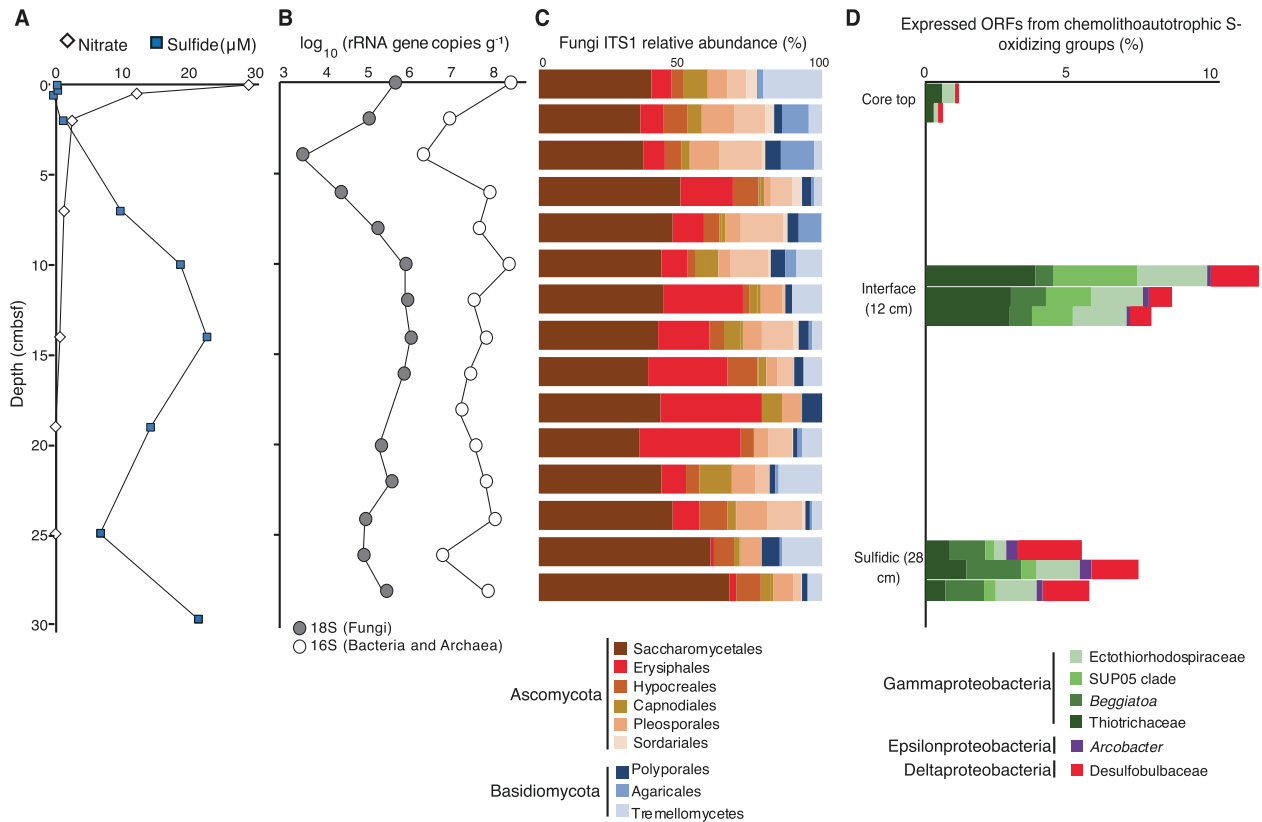 A
Nitrate
Sulfide (µM)
0 10 20 30
0
5
10
15
20
25
30
Depth (cmbsf)
B
log10 (rRNA gene copies g-1)
3 4 5 6 7 8
18S (Fungi)
16S (Bacteria and Archaea)
C
Fungi ITS1 relative abundance (%)
0 50 100
Ascomycota
Saccharomycetales
Erysiphales
Hypocreales
Capnodiales
Pleosporales
Sordariales
Basidiomycota
Polyporales
Agaricales
Tremellomycetes
D
Expressed ORFs from chemolithoautotrophic S-
oxidizing groups (%)
0 5 10
Core top
Interface
(12 cm)
Sulfidic (28
cm)
Gammaproteobacteria
Ectothiorhodospiraceae
SUP05 clade
Beggiatoa
Thiotrichaceae
Epsilonproteobacteria
Arcobacter
Deltaproteobacteria
Desulfobulbaceae